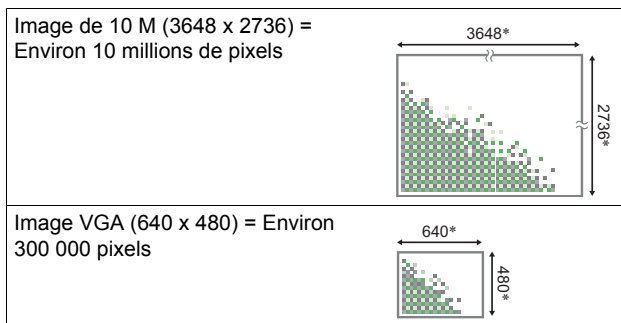 Image de 10 M (3648 x 2736) =
Environ 10 millions de pixels
3648*
2736*
Image VGA (640 x 480) = Environ
300 000 pixels
640*
480*